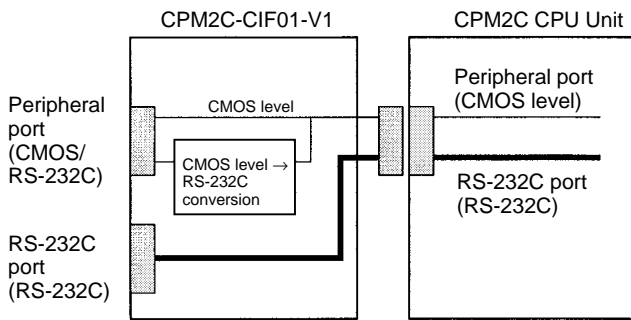 CPM2C-CIF01-V1
CPM2C CPU Unit
Peripheral
port
(CMOS/
RS-232C)
CMOS level
CMOS level →
RS-232C
conversion
RS-232C
port
(RS-232C)
Peripheral port
(CMOS level)
RS-232C port
(RS-232C)